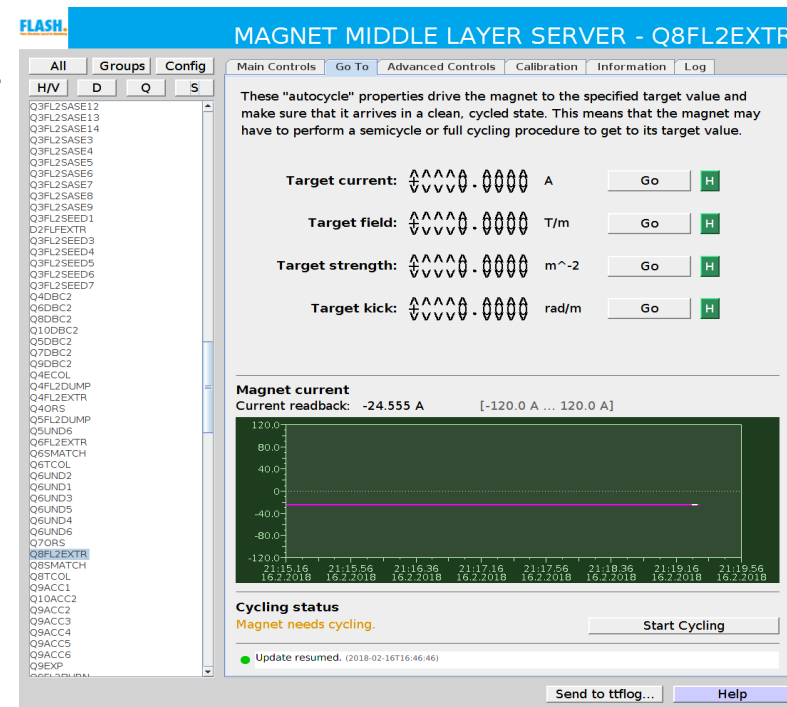 FLASH.
MAGNET MIDDLE LAYER SERVER - Q8FL2EXTR
All Groups Config
H/V D Q S
Q3FL2SASE12
Q3FL2SASE13
Q3FL2SASE14
Q3FL2SASE3
Q3FL2SASE4
Q3FL2SASE5
Q3FL2SASE6
Q3FL2SASE7
Q3FL2SASE8
Q3FL2SASE9
Q3FL2SEED1
D2FLFEXTR
Q3FL2SEED3
Q3FL2SEED4
Q3FL2SEED5
Q3FL2SEED6
Q3FL2SEED7
Q4DBC2
Q6DBC2
Q8DBC2
Q10DBC2
Q5DBC2
Q7DBC2
Q9DBC2
Q4ECOL
Q4FL2DUMP
Q4FL2EXTR
Q4ORS
Q5FL2DUMP
Q5UND6
Q6FL2EXTR
Q6SMATCH
Q6TCOL
Q6UND2
Q6UND1
Q6UND3
Q6UND5
Q6UND4
Q6UND6
Q7ORS
Q8FL2EXTR
Q8SMATCH
Q8TCOL
Q9ACC1
Q10ACC2
Q9ACC2
Q9ACC3
Q9ACC4
Q9ACC5
Q9ACC6
Q9EXP
Main Controls Go To Advanced Controls Calibration Information Log
These "autocycle" properties drive the magnet to the specified target value and
make sure that it arrives in a clean, cycled state. This means that the magnet may
have to perform a semicycle or full cycling procedure to get to its target value.
Target current: +0.0000 A Go H
Target field: +0.0000 T/m Go H
Target strength: +0.0000 m^-2 Go H
Target kick: +0.0000 rad/m Go H
Magnet current
Current readback: -24.555 A [-120.0 A ... 120.0 A]
120.0
80.0
40.0
0
-40.0
-80.0
-120.0
21:15.16 21:15.56 21:16.36 21:17.16 21:17.56 21:18.36 21:19.16 21:19.56
16.2.2018 16.2.2018 16.2.2018 16.2.2018 16.2.2018 16.2.2018 16.2.2018 16.2.2018
Cycling status
Magnet needs cycling. Start Cycling
Update resumed. (2018-02-16T16:46:46)
Send to ttflog... Help